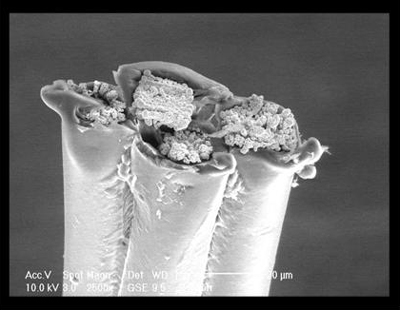 Acc.V Spot Magn Det WD
10.0 kV 3.0 2500x GSE 9.5